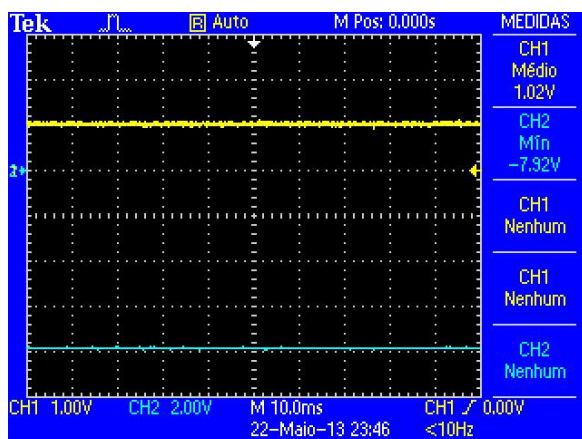 Tek R Auto M Pos: 0.000s MEDIDAS
CH1
Médio
1.02V
CH2
Mín
-7.92V
2
CH1
Nenhum
CH1
Nenhum
CH2
Nenhum
CH1 1.00V CH2 2.00V M 10.0ms CH1 / 0.00V
22-Maio-13 23:46 <10Hz